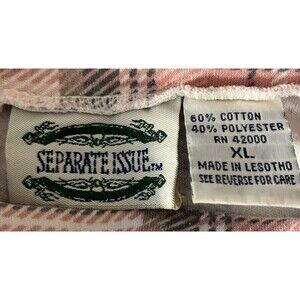 SEPARATE ISSUE™
60% COTTON
40% POLYESTER
RN 42000
XL
MADE IN LESOTHO
SEE REVERSE FOR CARE